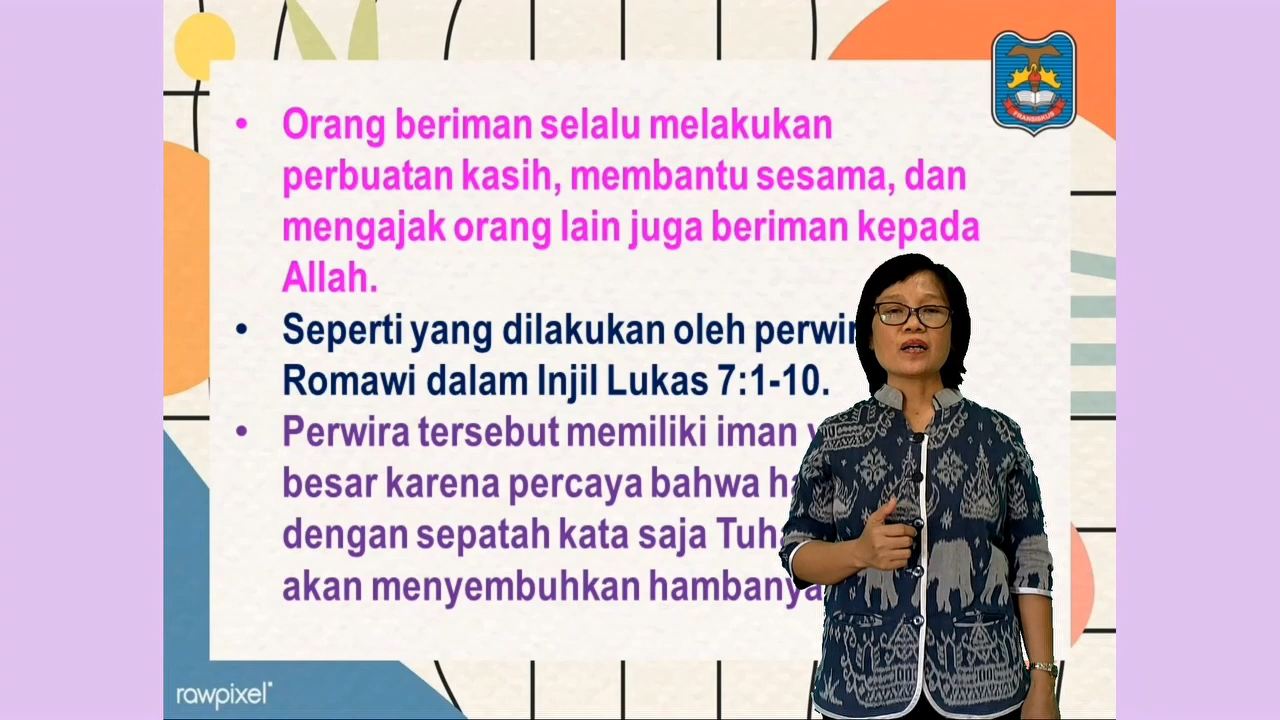 Orang beriman selalu melakukan
perbuatan kasih, membantu sesama, dan
mengajak orang lain juga beriman kepada
Allah.
Seperti yang dilakukan oleh
Romawi dalam Injil Lukas 7:1-10.
Perwira tersebut memiliki iman
besar karena percaya bahwa
dengan sepatah kata saja
akan menyembuhkan hambanya
FRANSISKUS
rawpixel